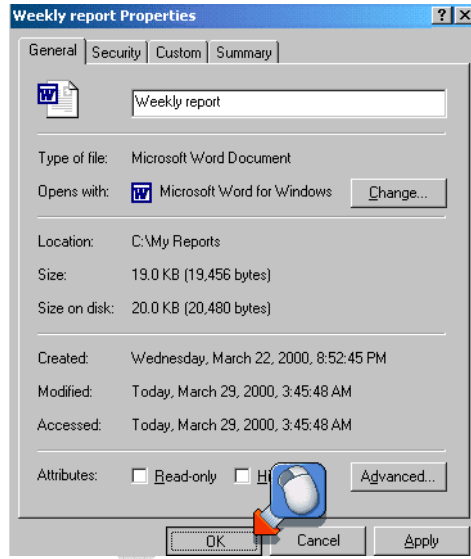 Weekly report Properties
General Security Custom Summary
Weekly report
Type of file: Microsoft Word Document
Opens with: Microsoft Word for Windows Change...
Location: C:\My Reports
Size: 19.0 KB (19,456 bytes)
Size on disk: 20.0 KB (20,480 bytes)
Created: Wednesday, March 22, 2000, 8:52:45 PM
Modified: Today, March 29, 2000, 3:45:48 AM
Accessed: Today, March 29, 2000, 3:45:48 AM
Attributes: Read-only Advanced...
OK Cancel Apply